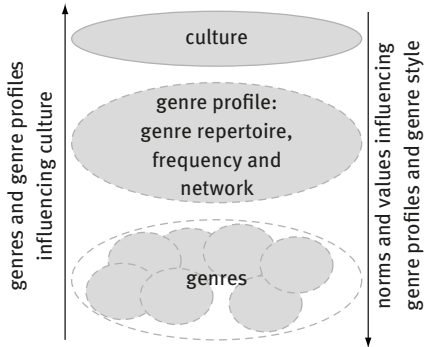 culture
genre profile:
genre repertoire,
frequency and
network
genres
genres and genre profiles
influencing culture
norms and values influencing
genre profiles and genre style